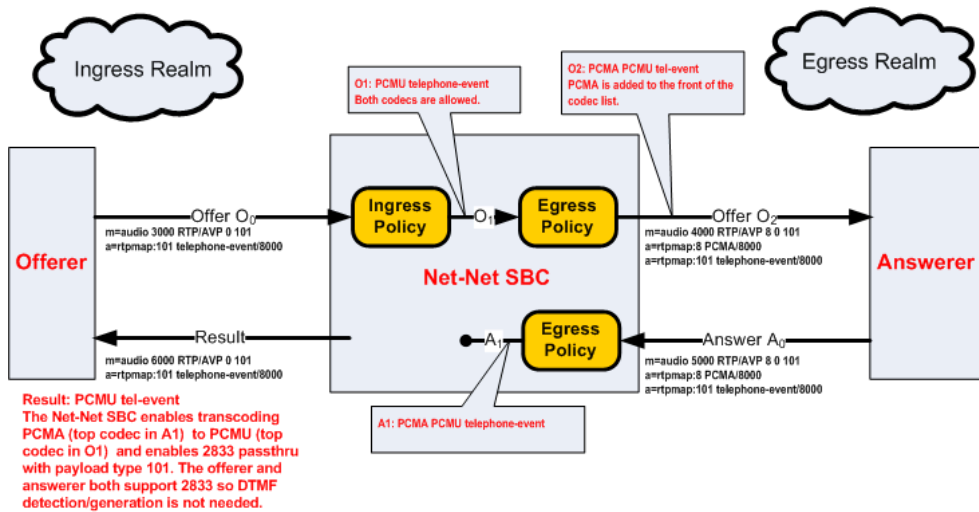 Ingress Realm
Egress Realm
O1: PCMU telephone-event
Both codecs are allowed.
O2: PCMA PCMU tel-event
PCMA is added to the front of the
codec list.
Offerer
Offer O0
m=audio 3000 RTP/AVP 0 101
a=rtpmap:101 telephone-event/8000
Ingress
Policy
O1
Egress
Policy
Offer O2
m=audio 4000 RTP/AVP 8 0 101
a=rtpmap:8 PCMA/8000
a=rtpmap:101 telephone-event/8000
Answerer
Net-Net SBC
Result
m=audio 6000 RTP/AVP 0 101
a=rtpmap:101 telephone-event/8000
A1
Egress
Policy
Answer A0
m=audio 5000 RTP/AVP 8 0 101
a=rtpmap:8 PCMA/8000
a=rtpmap:101 telephone-event/8000
A1: PCMA PCMU telephone-event
Result: PCMU tel-event
The Net-Net SBC enables transcoding
PCMA (top codec in A1) to PCMU (top
codec in O1) and enables 2833 passthru
with payload type 101. The offerer and
answerer both support 2833 so DTMF
detection/generation is not needed.